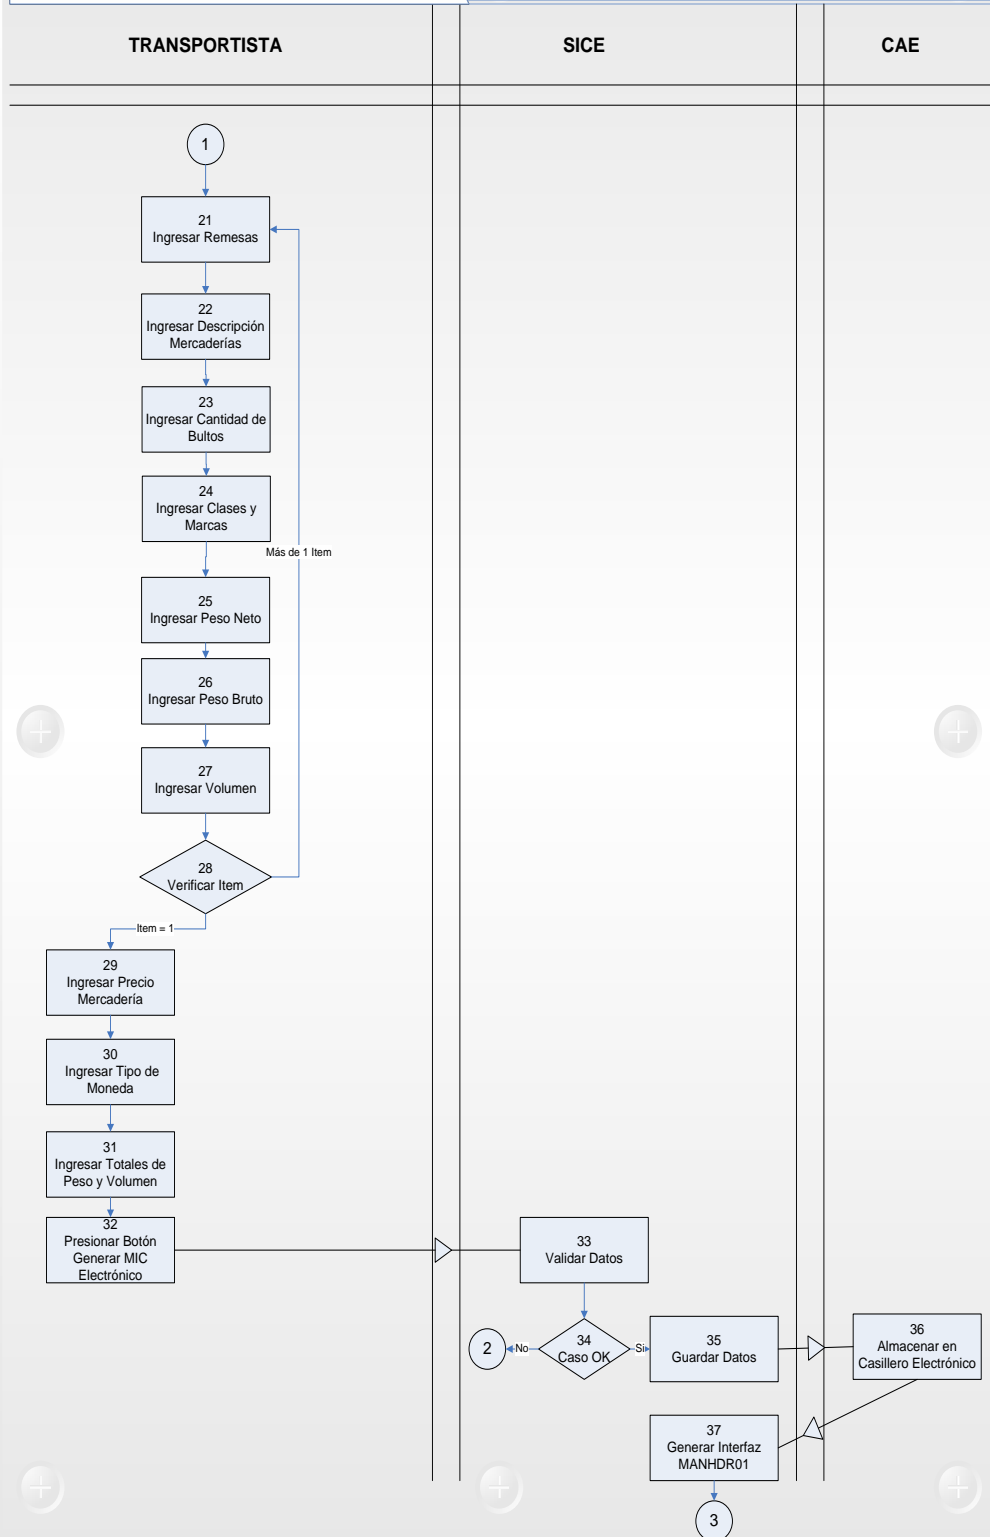 TRANSPORTISTA
SICE
CAE
1
21
Ingresar Remesas
22
Ingresar Descripción
Mercaderías
23
Ingresar Cantidad de
Bultos
24
Ingresar Clases y
Marcas
Más de 1 Item
25
Ingresar Peso Neto
26
Ingresar Peso Bruto
27
Ingresar Volumen
28
Verificar Item
Item = 1
29
Ingresar Precio
Mercadería
30
Ingresar Tipo de
Moneda
31
Ingresar Totales de
Peso y Volumen
32
Presionar Botón
Generar MIC
Electrónico
33
Validar Datos
34
Caso OK
No
2
Si
35
Guardar Datos
36
Almacenar en
Casillero Electrónico
37
Generar Interfaz
MANHDR01
3